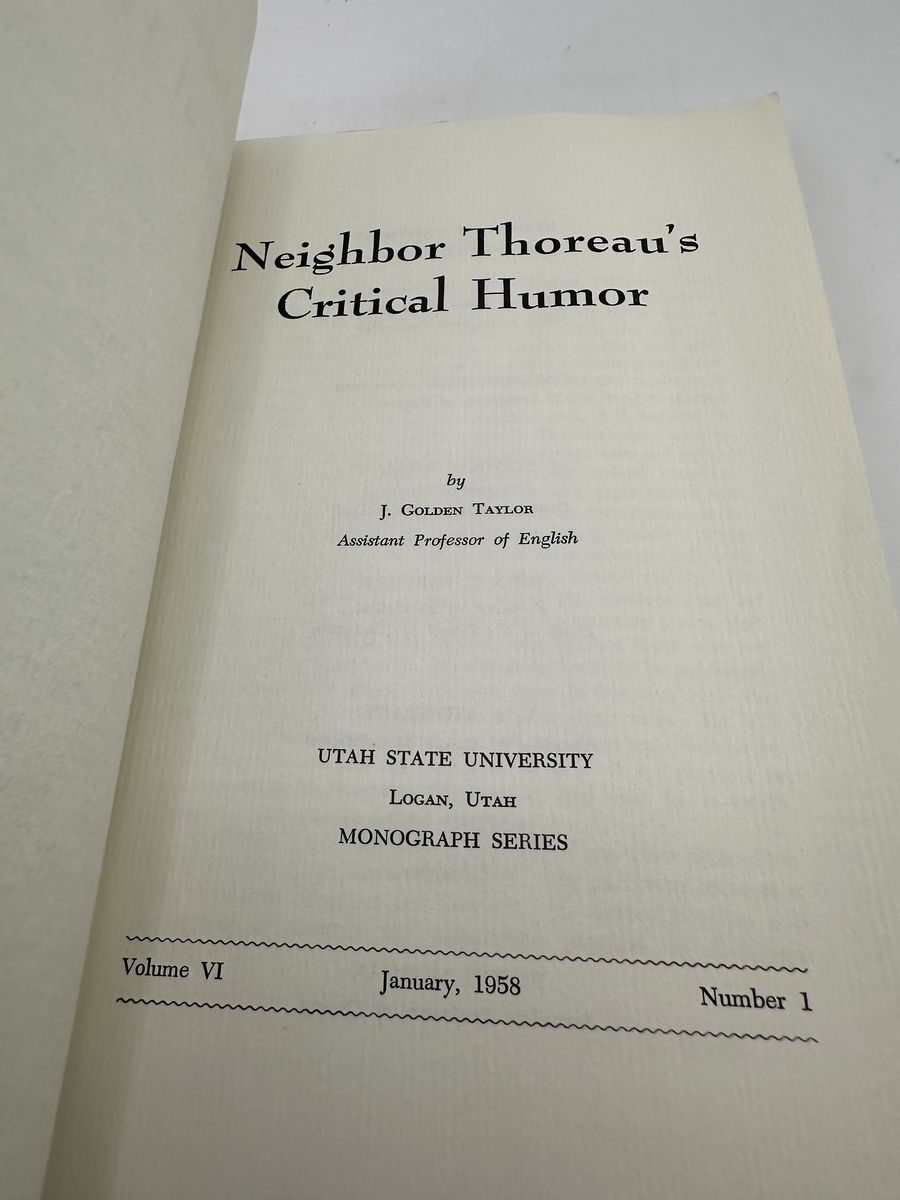 Neighbor Thoreau's
Critical Humor
by
J. Golden Taylor
Assistant Professor of English
UTAH STATE UNIVERSITY
Logan, Utah
MONOGRAPH SERIES
Volume VI January, 1958 Number 1